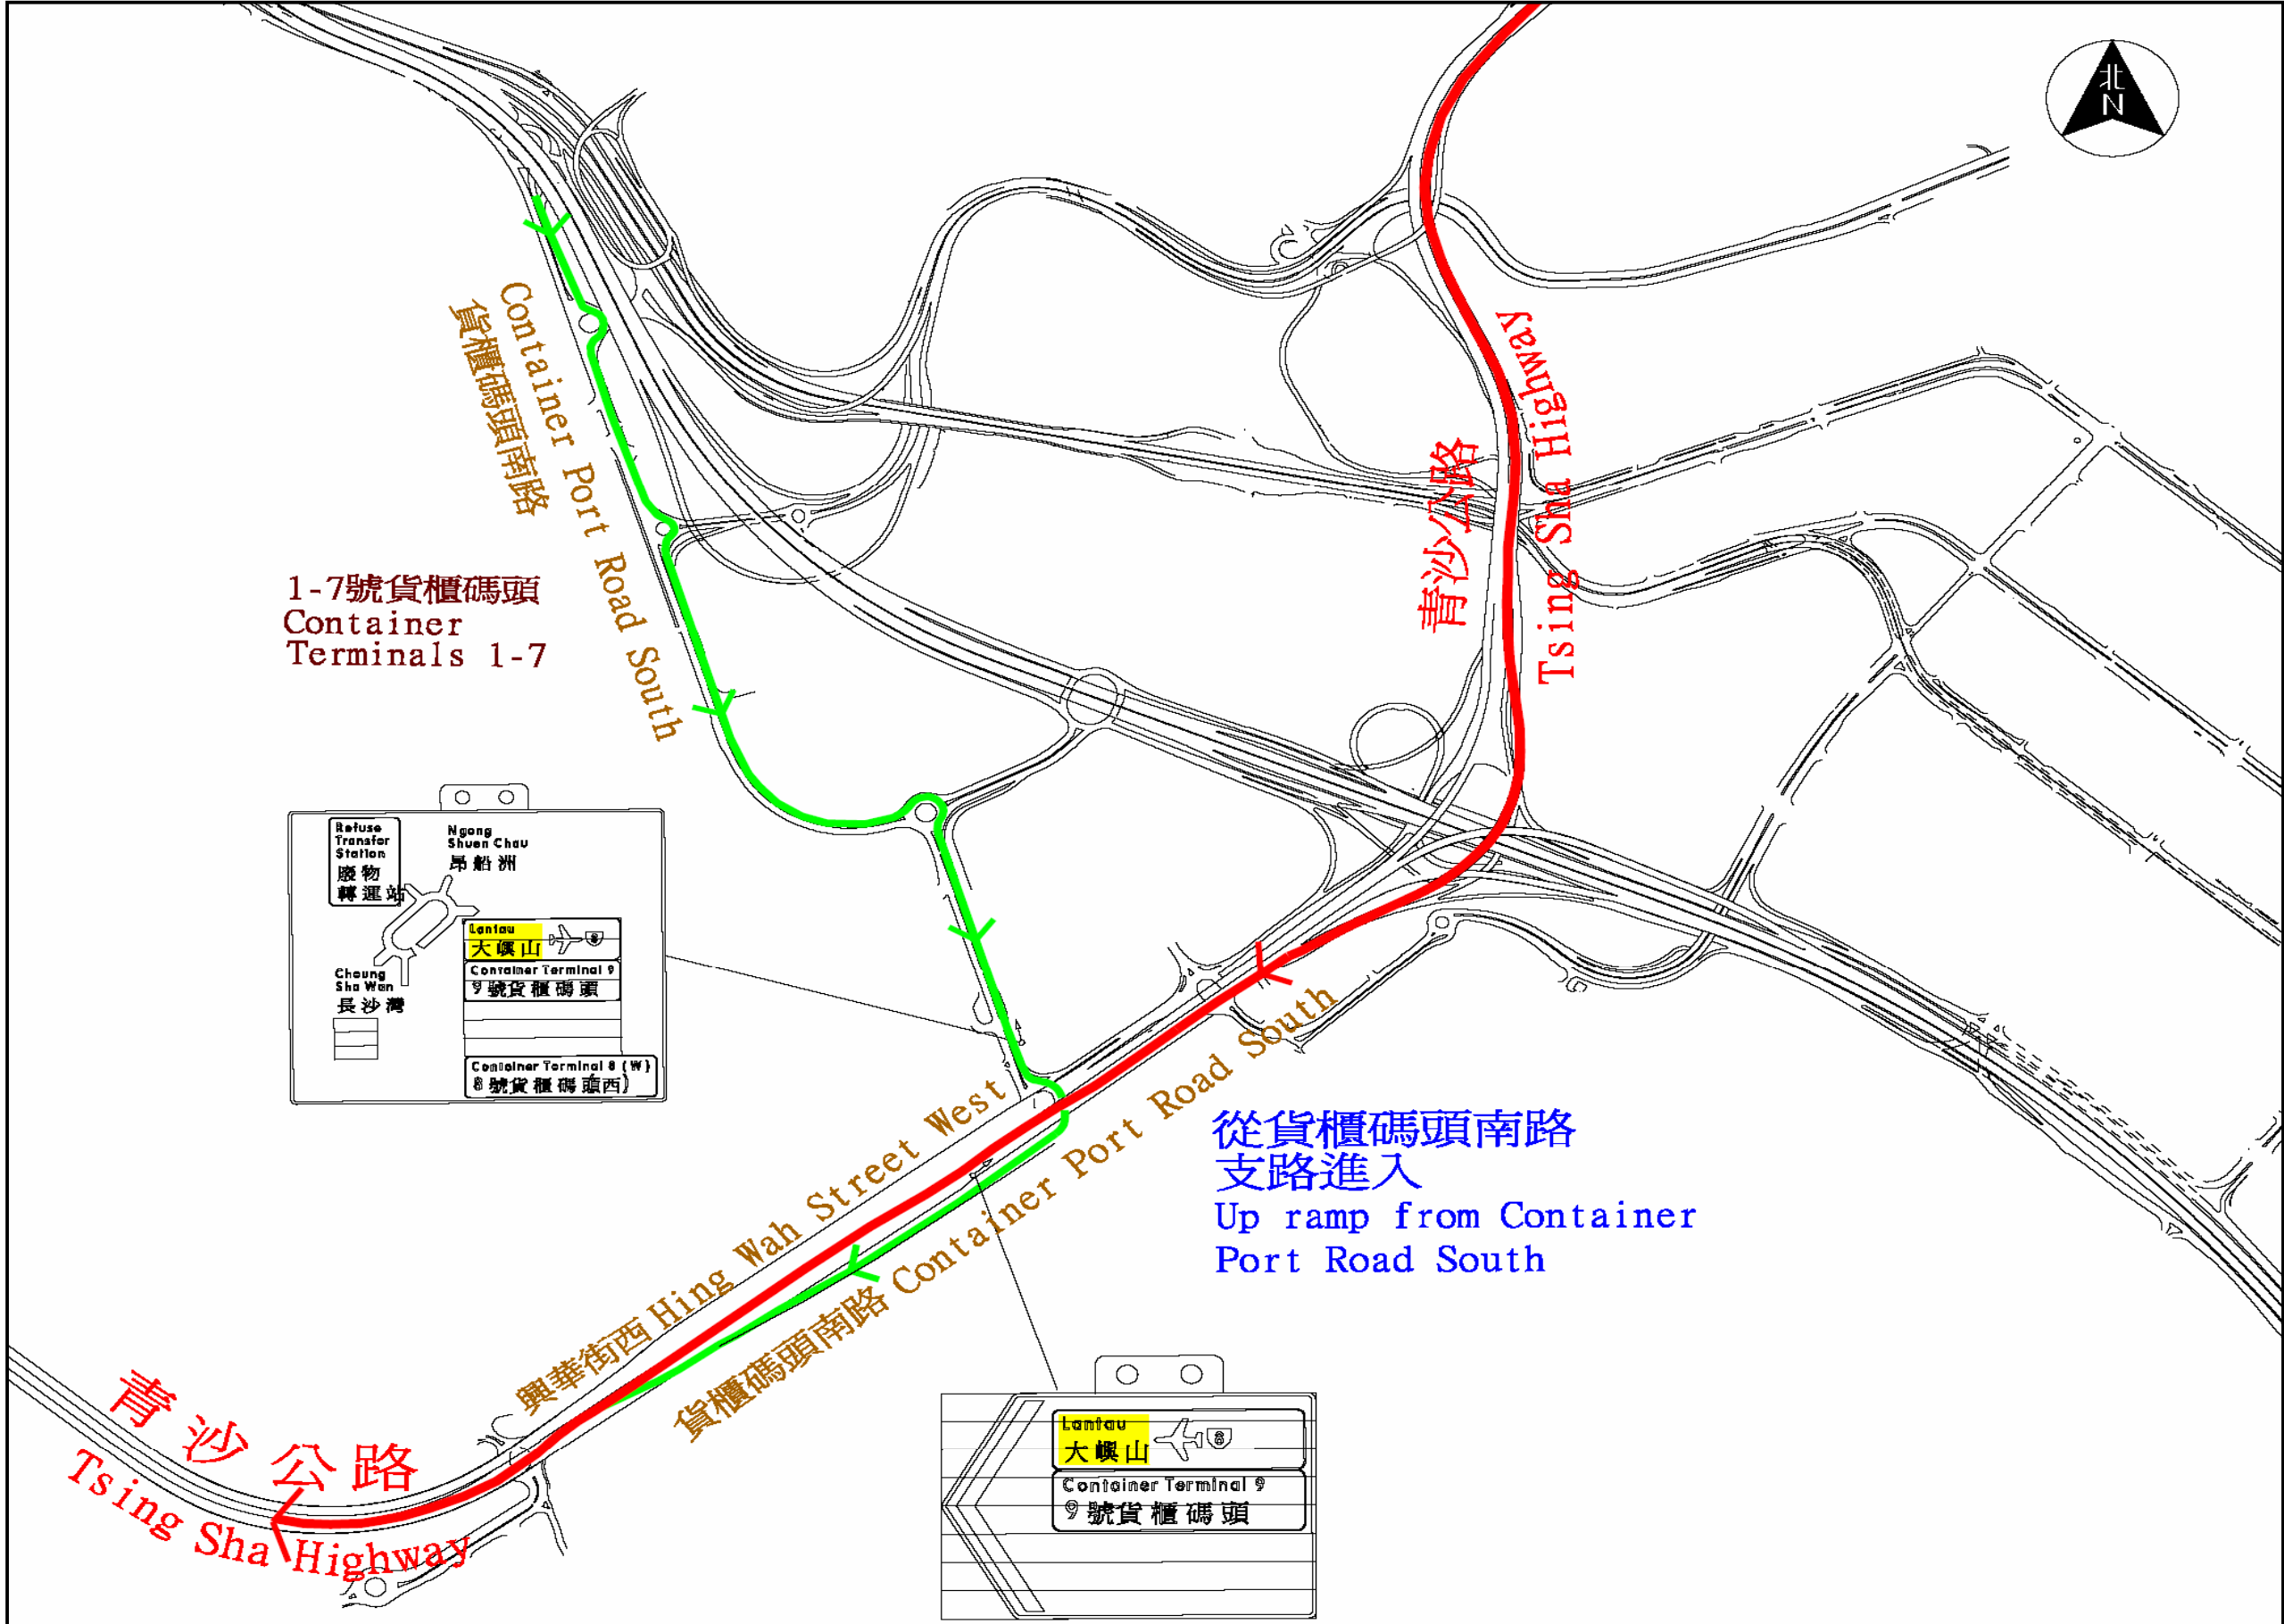 北
N
Container Port Road South
貨櫃碼頭南路
青沙公路
Tsing Sha Highway
1-7號貨櫃碼頭
Container
Terminals 1-7
Refuse
Transfer
Station
廢物
轉運站
Ngong
Shuen Chau
昂船洲
Lantau
大嶼山
8
Container Terminal 9
9號貨櫃碼頭
Cheung
Sha Wan
長沙灣
Container Terminal 8 (W)
8號貨櫃碼頭西)
興華街西 Hing Wah Street West
貨櫃碼頭南路 Container Port Road South
從貨櫃碼頭南路
支路進入
Up ramp from Container
Port Road South
青沙公路
Tsing Sha Highway
Lantau
大嶼山
8
Container Terminal 9
9號貨櫃碼頭